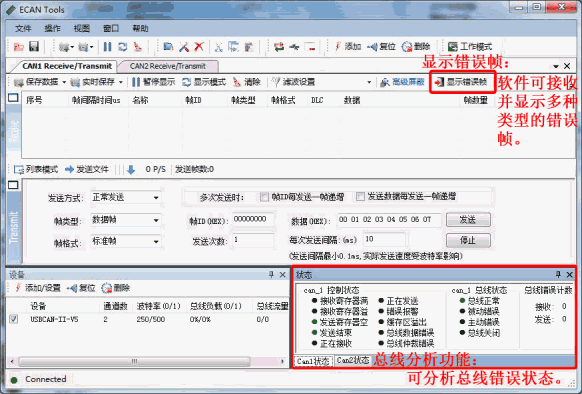 ECAN Tools
文件 操作 视图 窗口 帮助
添加 复位 删除 工作模式
CAN1 Receive/Transmit CAN2 Receive/Transmit
显示错误帧：
保存数据 实时保存 暂停显示 显示模式 清除 滤波设置 高级屏蔽 显示错误帧
软件可接收
并显示多种
类型的错误
帧。
序号 帧间隔时间us 名称 帧ID 帧类型 帧格式 DLC 数据 帧数量
列表模式 发送文件 0 P/S 发送帧数:0
Transmit
发送方式: 正常发送 多次发送时: 帧ID每发送一帧递增 发送数据每发送一帧递增
帧类型: 数据帧 帧ID(HEX): 00000000 数据(HEX): 00 01 02 03 04 05 06 07 发送
帧格式: 标准帧 发送次数: 1 每次发送间隔:(ms) 10 停止
(发送间隔最小0.1ms,实际发送速度受波特率影响)
设备
添加/设置 复位 删除
设备 通道数 波特率(0/1) 总线负载(0/1) 总线流量
USBCAN-II-V5 2 250/500 0%/0% 0/0
状态
can_1 控制状态 can_1 总线状态 总线错误计数
接收寄存器满 正在发送 总线正常 接收: 0
接收寄存器溢 错误报警 被动错误 发送: 0
发送寄存器空 缓存区溢出 主动错误
发送结束 总线数据错误 总线关闭
正在接收 总线仲裁错误
Can1状态 Can2状态
总线分析功能：
可分析总线错误状态。
Connected